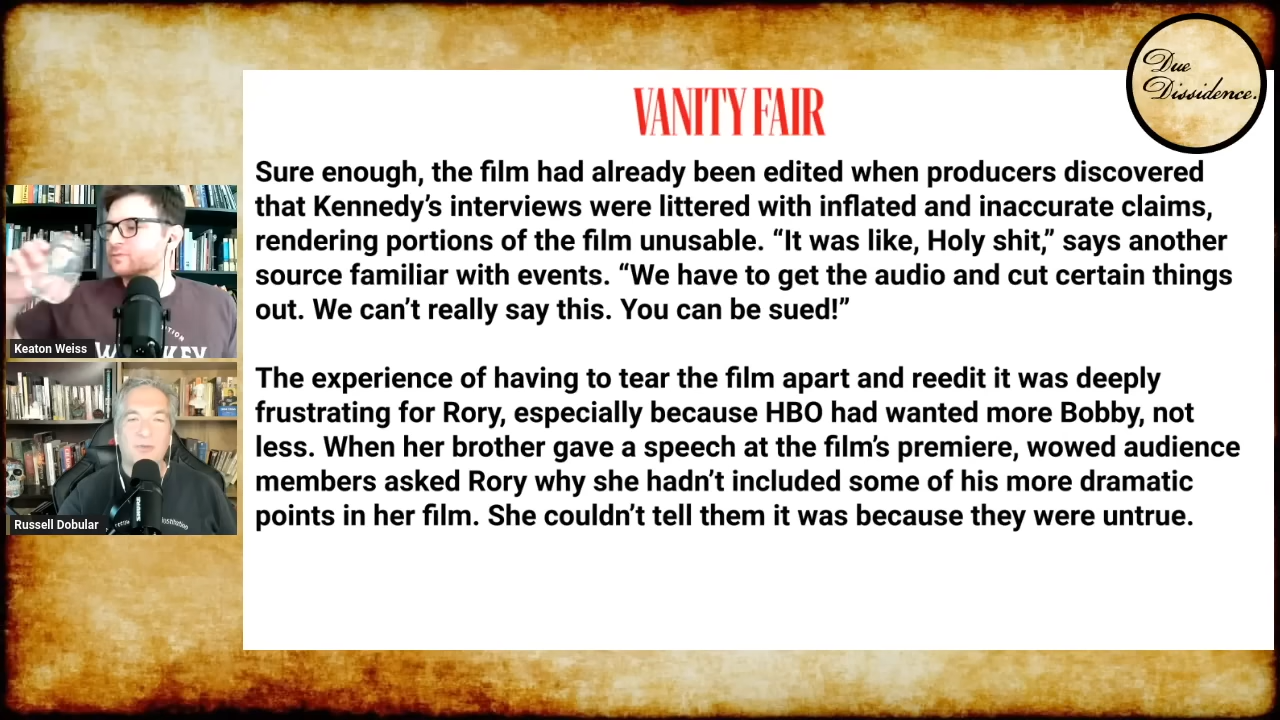 Due
Dissidence.
VANITY FAIR
Sure enough, the film had already been edited when producers discovered
that Kennedy’s interviews were littered with inflated and inaccurate claims,
rendering portions of the film unusable. “It was like, Holy shit,” says another
source familiar with events. “We have to get the audio and cut certain things
out. We can’t really say this. You can be sued!”
The experience of having to tear the film apart and reedit it was deeply
frustrating for Rory, especially because HBO had wanted more Bobby, not
less. When her brother gave a speech at the film’s premiere, wowed audience
members asked Rory why she hadn’t included some of his more dramatic
points in her film. She couldn’t tell them it was because they were untrue.
Keaton Weiss
Russell Dobular